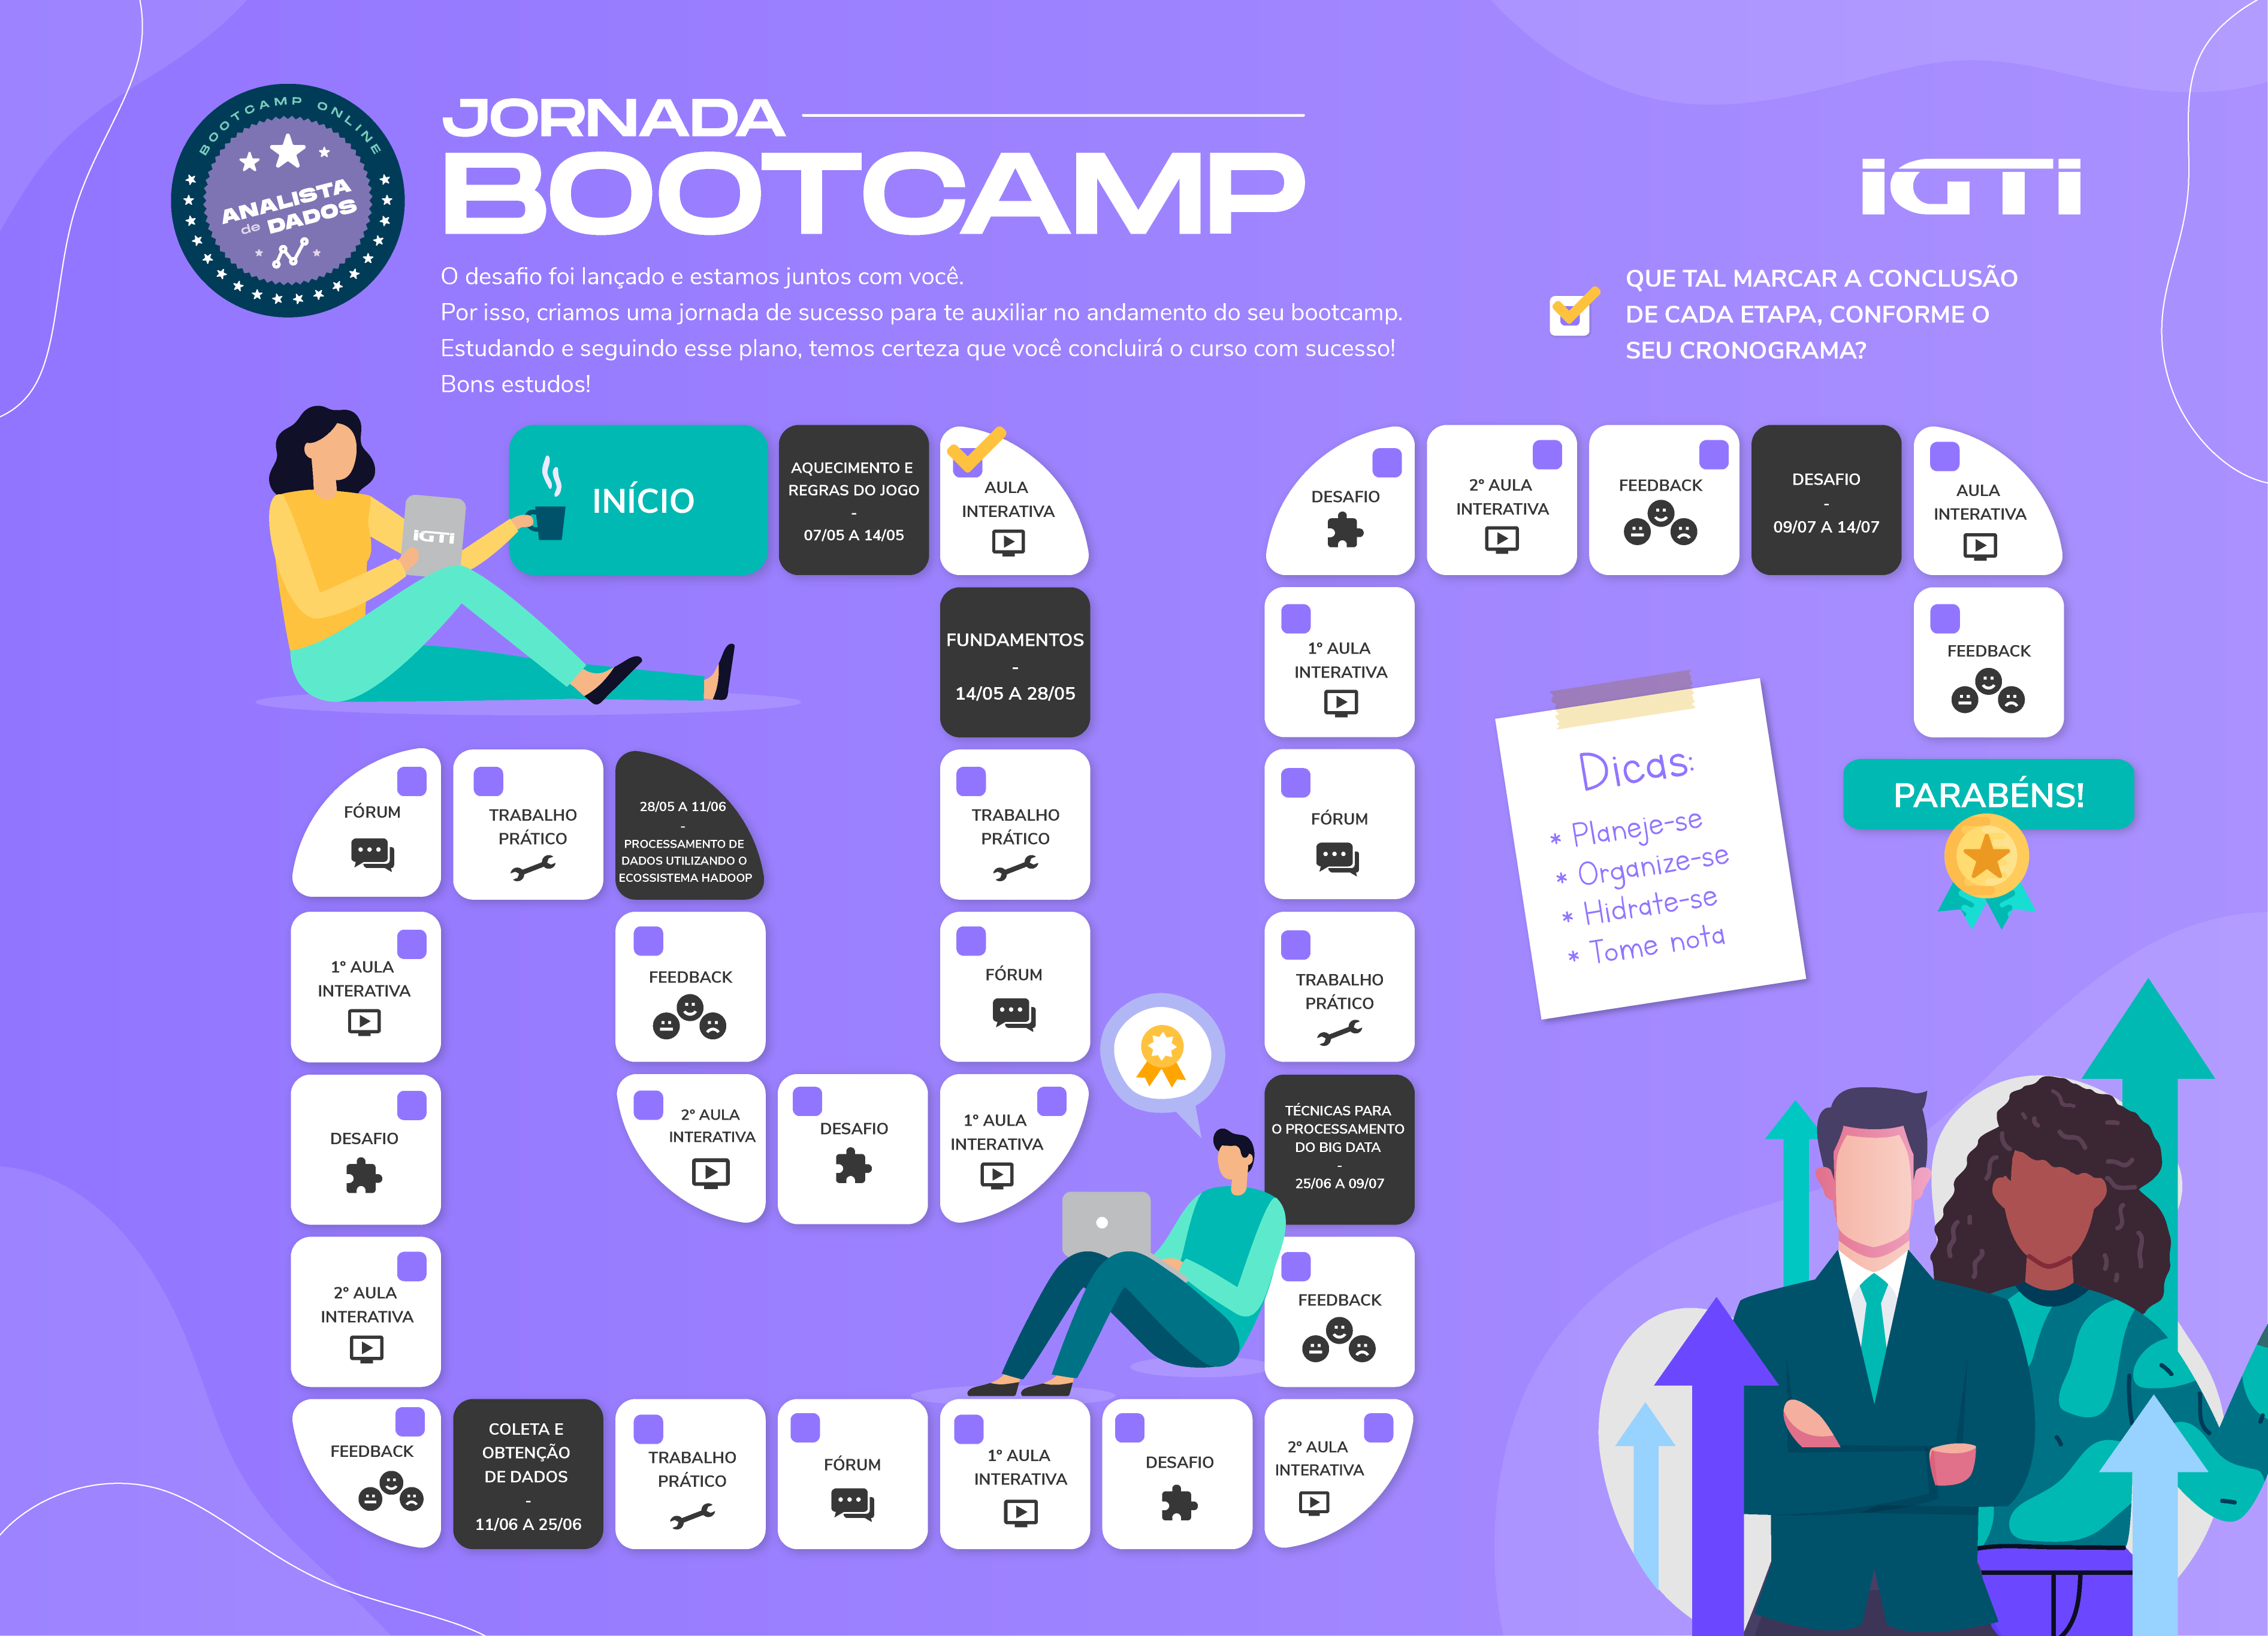 BOOTCAMP ONLINE
ANALISTA
de DADOS
JORNADA
BOOTCAMP
iGTi
O desafio foi lançado e estamos juntos com você.
Por isso, criamos uma jornada de sucesso para te auxiliar no andamento do seu bootcamp.
Estudando e seguindo esse plano, temos certeza que você concluirá o curso com sucesso!
Bons estudos!
QUE TAL MARCAR A CONCLUSÃO
DE CADA ETAPA, CONFORME O
SEU CRONOGRAMA?
iGTi
INÍCIO
AQUECIMENTO E
REGRAS DO JOGO
-
07/05 A 14/05
AULA
INTERATIVA
FUNDAMENTOS
-
14/05 A 28/05
TRABALHO
PRÁTICO
FÓRUM
1º AULA
INTERATIVA
DESAFIO
2º AULA
INTERATIVA
FEEDBACK
28/05 A 11/06
-
PROCESSAMENTO DE
DADOS UTILIZANDO O
ECOSSISTEMA HADOOP
TRABALHO
PRÁTICO
FÓRUM
1º AULA
INTERATIVA
DESAFIO
2º AULA
INTERATIVA
FEEDBACK
COLETA E
OBTENÇÃO
DE DADOS
-
11/06 A 25/06
TRABALHO
PRÁTICO
FÓRUM
1º AULA
INTERATIVA
DESAFIO
2º AULA
INTERATIVA
FEEDBACK
TÉCNICAS PARA
O PROCESSAMENTO
DO BIG DATA
-
25/06 A 09/07
TRABALHO
PRÁTICO
FÓRUM
1º AULA
INTERATIVA
DESAFIO
2º AULA
INTERATIVA
FEEDBACK
DESAFIO
-
09/07 A 14/07
AULA
INTERATIVA
FEEDBACK
PARABÉNS!
Dicas:
* Planeje-se
* Organize-se
* Hidrate-se
* Tome nota